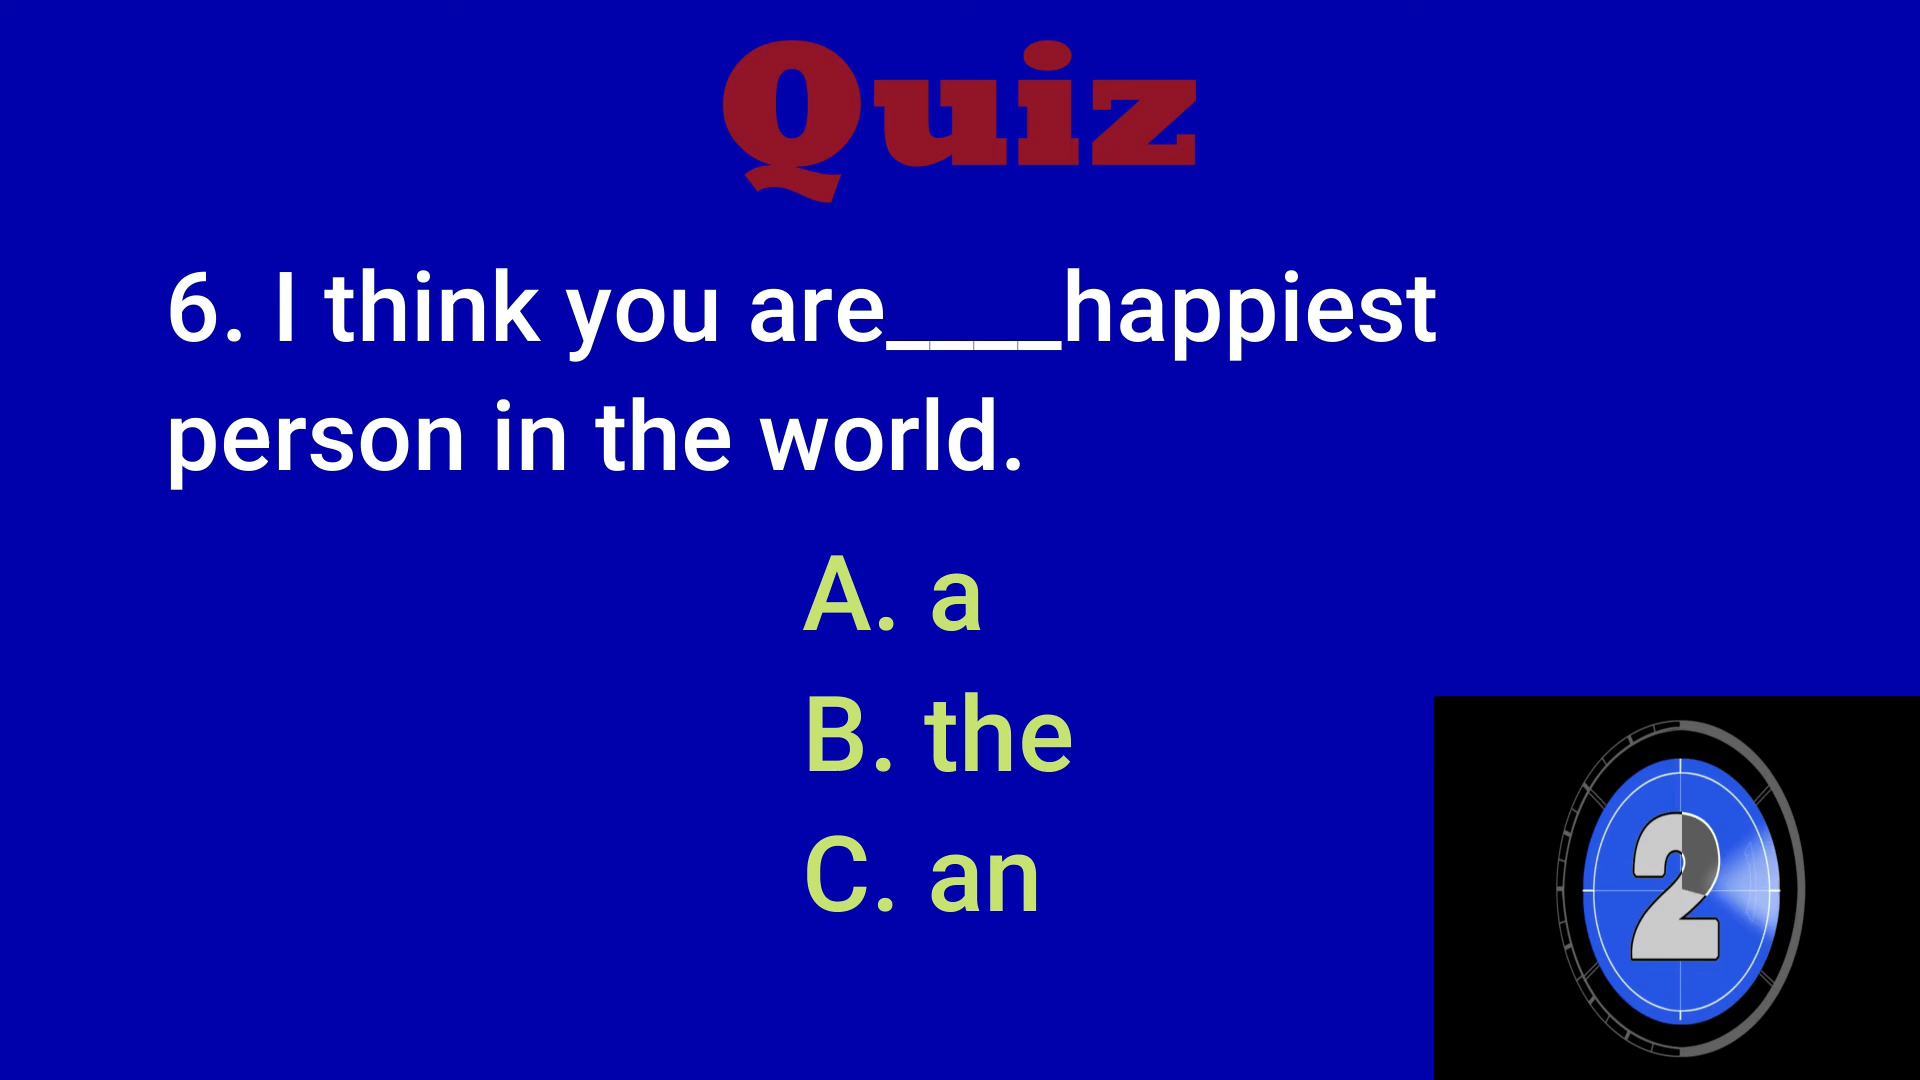 Quiz
6. I think you are____happiest
person in the world.
A. a
B. the
C. an
2